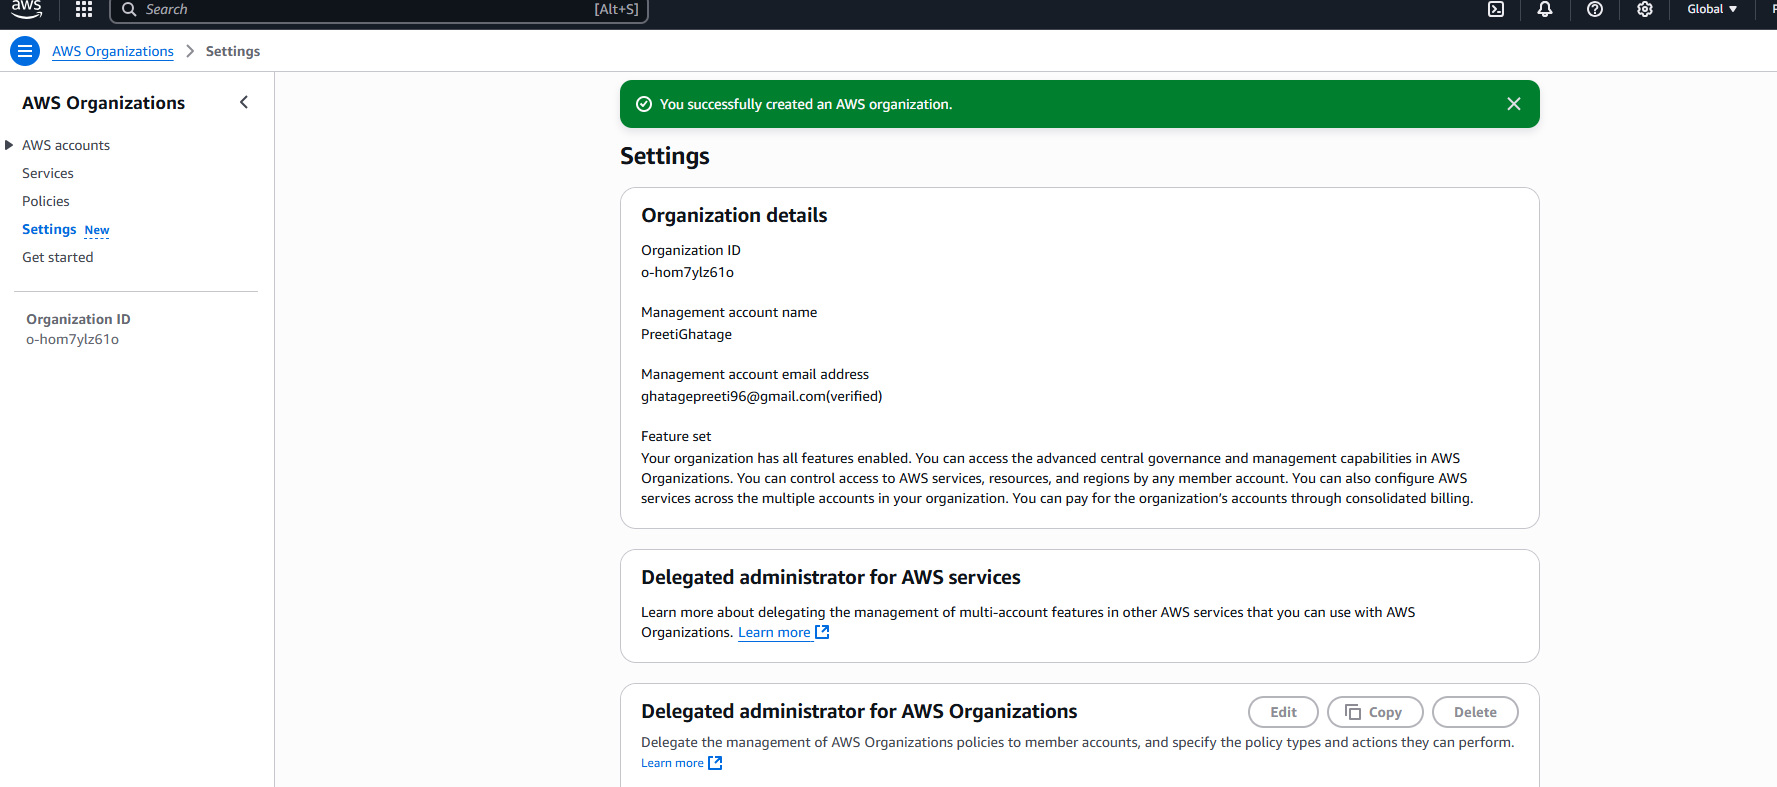 aws
Search [Alt+S]
Global
AWS Organizations > Settings
AWS Organizations
AWS accounts
Services
Policies
Settings New
Get started
Organization ID
o-hom7ylz61o
You successfully created an AWS organization.
Settings
Organization details
Organization ID
o-hom7ylz61o
Management account name
PreetiGhatage
Management account email address
ghatagepreeti96@gmail.com(verified)
Feature set
Your organization has all features enabled. You can access the advanced central governance and management capabilities in AWS
Organizations. You can control access to AWS services, resources, and regions by any member account. You can also configure AWS
services across the multiple accounts in your organization. You can pay for the organization’s accounts through consolidated billing.
Delegated administrator for AWS services
Learn more about delegating the management of multi-account features in other AWS services that you can use with AWS
Organizations. Learn more
Delegated administrator for AWS Organizations
Edit Copy Delete
Delegate the management of AWS Organizations policies to member accounts, and specify the policy types and actions they can perform.
Learn more